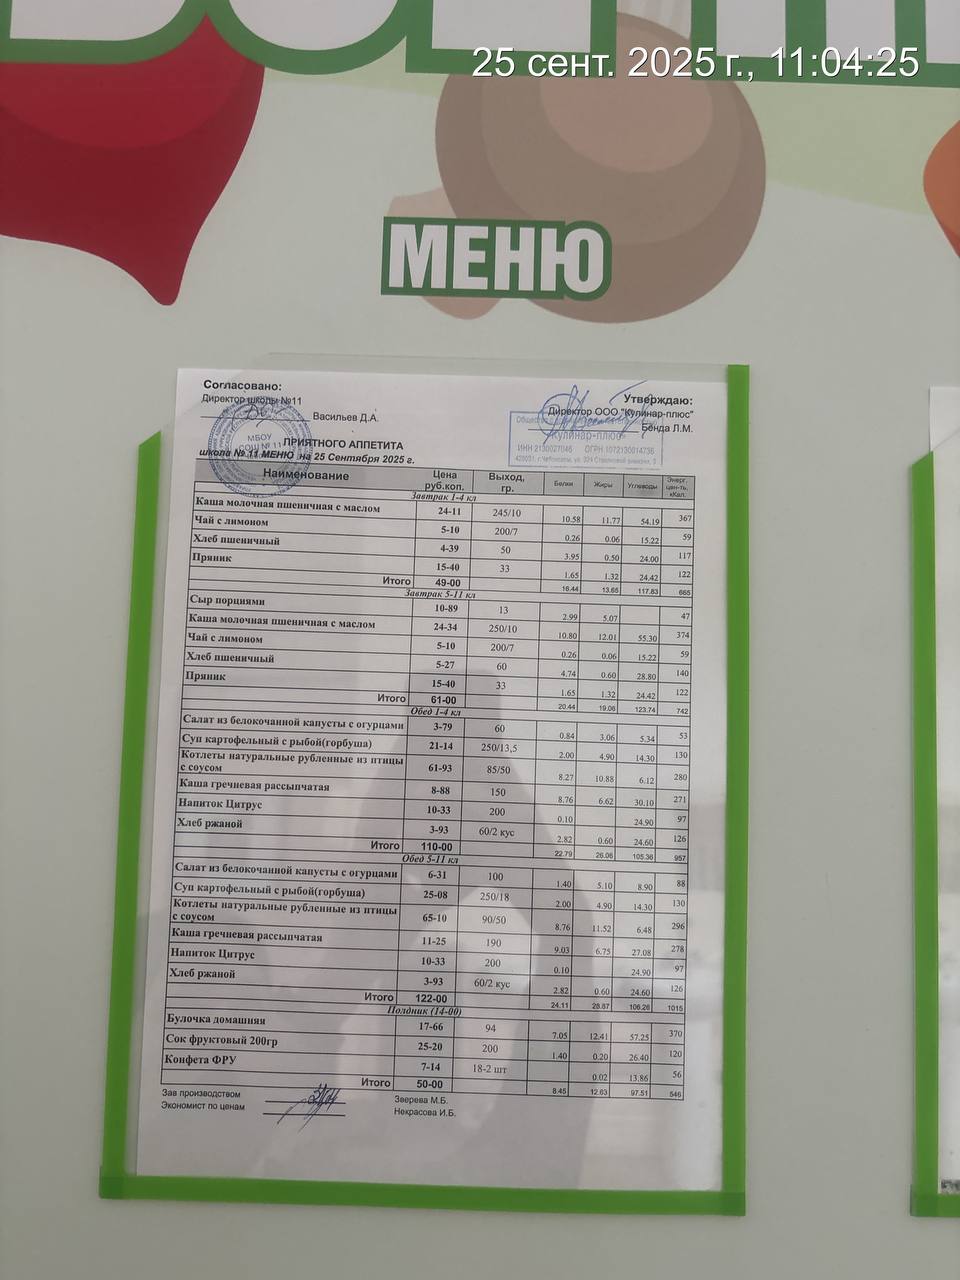 25 сент. 2025 г., 11:04:25
МЕНЮ
Согласовано:
Директор школы №11
Васильев Д.А.
Утверждаю:
Директор ООО "Кулинар-плюс"
Бенда Л.М.
МБОУ
СОШ № 11
«Кулинар-плюс»
ИНН 2130027046 ОГРН 1072130014736
ПРИЯТНОГО АППЕТИТА
школа № 11 МЕНЮ на 25 Сентября 2025 г.
Наименование Цена руб.коп. Выход, гр. Белки Жиры Углеводы Энерг. цен-ть, кКал.
Завтрак 1-4 кл
Каша молочная пшеничная с маслом 24-11 245/10 10.58 11.77 54.19 367
Чай с лимоном 5-10 200/7 0.26 0.06 15.22 59
Хлеб пшеничный 4-39 50 3.95 0.50 24.00 117
Пряник 15-40 33 1.65 1.32 24.42 122
Итого 49-00 16.44 13.65 117.83 665
Завтрак 5-11 кл
Сыр порциями 10-89 13 2.99 5.07 47
Каша молочная пшеничная с маслом 24-34 250/10 10.80 12.01 55.30 374
Чай с лимоном 5-10 200/7 0.26 0.06 15.22 59
Хлеб пшеничный 5-27 60 4.74 0.60 28.80 140
Пряник 15-40 33 1.65 1.32 24.42 122
Итого 61-00 20.44 19.06 123.74 742
Обед 1-4 кл
Салат из белокочанной капусты с огурцами 3-79 60 0.84 3.06 5.34 53
Суп картофельный с рыбой(горбуша) 21-14 250/13,5 2.00 4.90 14.30 130
Котлеты натуральные рубленные из птицы с соусом 61-93 85/50 8.27 10.88 6.12 280
Каша гречневая рассыпчатая 8-88 150 8.76 6.62 30.10 271
Напиток Цитрус 10-33 200 0.10 24.90 97
Хлеб ржаной 3-93 60/2 кус 2.82 0.60 24.60 126
Итого 110-00 22.79 26.06 105.36 957
Обед 5-11 кл
Салат из белокочанной капусты с огурцами 6-31 100 1.40 5.10 8.90 88
Суп картофельный с рыбой(горбуша) 25-08 250/18 2.00 4.90 14.30 130
Котлеты натуральные рубленные из птицы с соусом 65-10 90/50 8.76 11.52 6.48 296
Каша гречневая рассыпчатая 11-25 190 9.03 6.75 27.08 278
Напиток Цитрус 10-33 200 0.10 24.90 97
Хлеб ржаной 3-93 60/2 кус 2.82 0.60 24.60 126
Итого 122-00 24.11 28.87 106.26 1015
Полдник (14-00)
Булочка домашняя 17-66 94 7.05 12.41 57.25 370
Сок фруктовый 200гр 25-20 200 1.40 0.20 26.40 120
Конфета ФРУ 7-14 18-2 шт 0.02 13.86 56
Итого 50-00 8.45 12.63 97.51 546
Зав производством Зверева М.Б.
Экономист по ценам Некрасова И.Б.